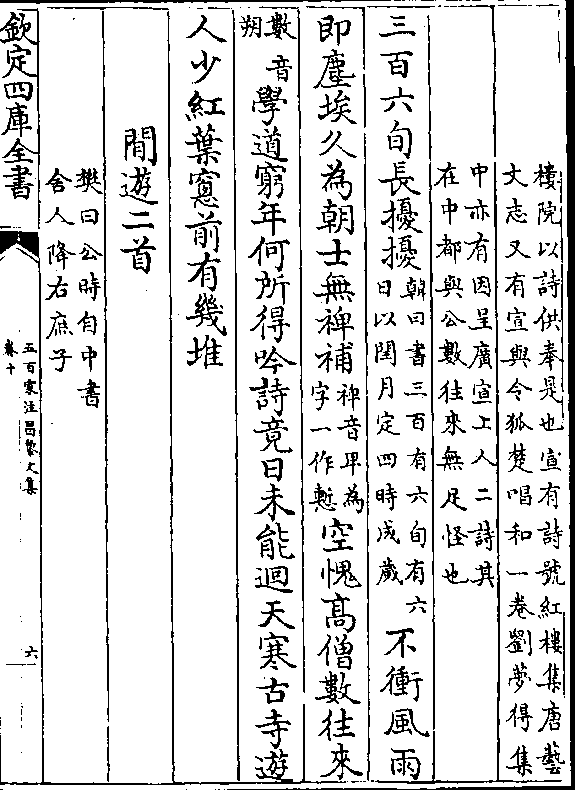 棲院以詩供奉是也宣有詩號紅樓集唐藝
文志又有宣與令狐楚唱和一卷劉夢得集
中亦有因呈廣宣上人二詩其
在中都與公數往來無足怪也
三百六旬長擾擾韓曰書三百有六旬有六
日以閏月定四時成歲不衝風雨
即塵埃久為朝士無裨補裨音卑為
字一作慙空愧高僧數往來
數音
朔學道窮年何所得吟詩竟日未能迴天寒古寺遊
人少紅葉窻前有幾堆
閒遊二首
樊曰公時自中書
舍人降右庶子
欽定四庫全書
五百家注昌黎文集
卷十
六